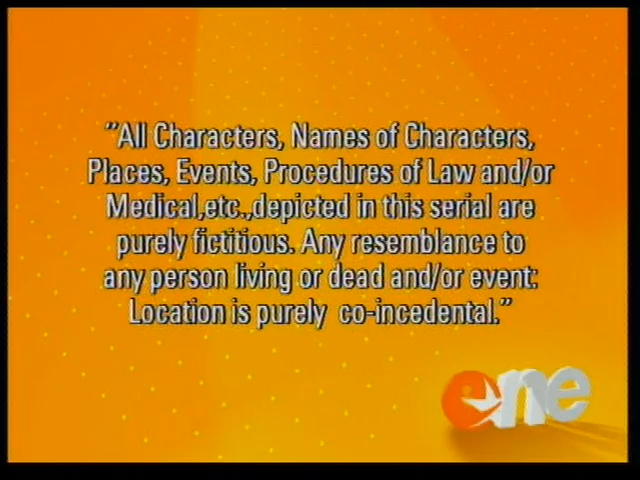 "All Characters, Names of Characters,
Places, Events, Procedures of Law and/or
Medical,etc.,depicted in this serial are
purely fictitious. Any resemblance to
any person living or dead and/or event:
Location is purely co-incedental."
one